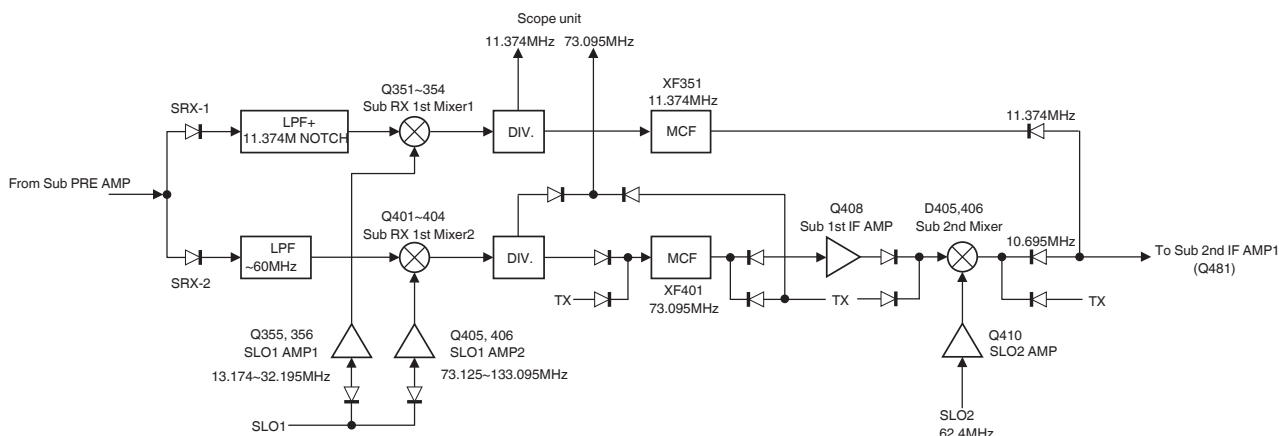 Scope unit
11.374MHz
73.095MHz
Q351~354
Sub RX 1st Mixer1
XF351
11.374MHz
SRX-1
LPF+
11.374M NOTCH
DIV.
MCF
11.374MHz
From Sub PRE AMP
Q401~404
Sub RX 1st Mixer2
Q408
Sub 1st IF AMP
D405,406
Sub 2nd Mixer
LPF
~60MHz
DIV.
MCF
10.695MHz
To Sub 2nd IF AMP1
(Q481)
SRX-2
TX
XF401
73.095MHz
TX
TX
Q355, 356
SLO1 AMP1
Q405, 406
SLO1 AMP2
Q410
SLO2 AMP
13.174~32.195MHz
73.125~133.095MHz
SLO1
SLO2
62.4MHz